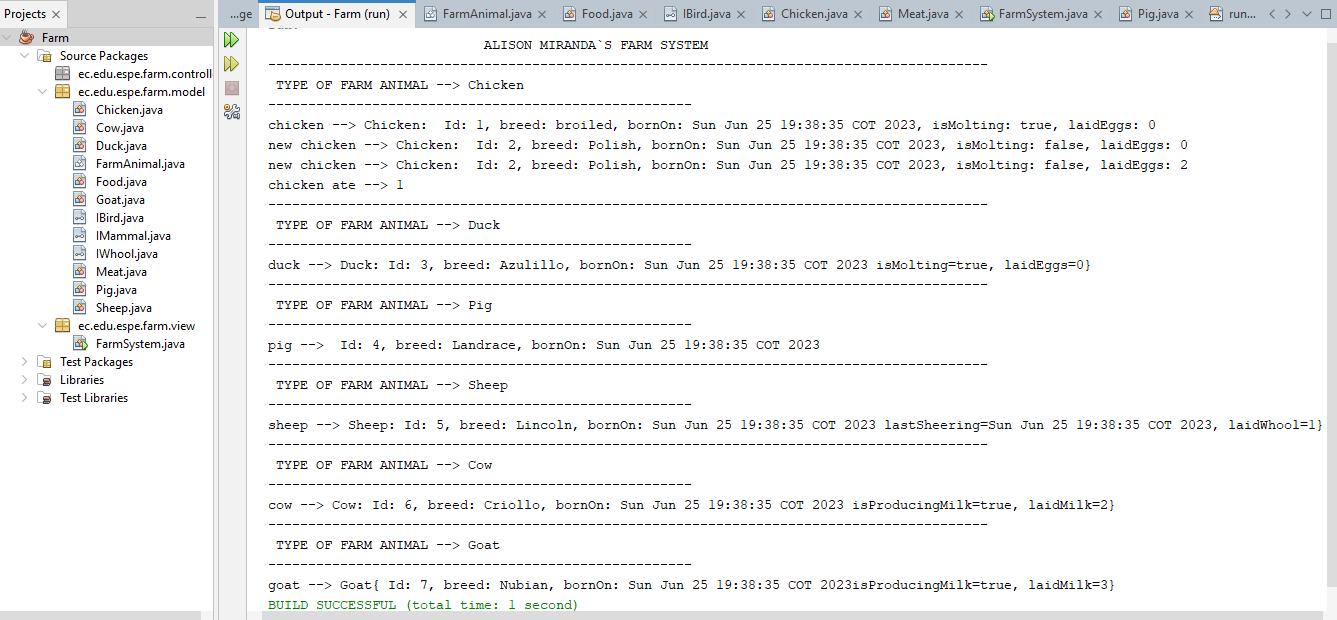 Projects
...ge
Output - Farm (run)
FarmAnimal.java
Food.java
IBird.java
Chicken.java
Meat.java
FarmSystem.java
Pig.java
run...
Farm
Source Packages
ec.edu.espe.farm.controll
ec.edu.espe.farm.model
Chicken.java
Cow.java
Duck.java
FarmAnimal.java
Food.java
Goat.java
IBird.java
IMammal.java
IWhool.java
Meat.java
Pig.java
Sheep.java
ec.edu.espe.farm.view
FarmSystem.java
Test Packages
Libraries
Test Libraries
ALISON MIRANDA`S FARM SYSTEM
------------------------------------------------------------------------------------------
TYPE OF FARM ANIMAL --> Chicken
-----------------------------------------------------
chicken --> Chicken:  Id: 1, breed: broiled, bornOn: Sun Jun 25 19:38:35 COT 2023, isMolting: true, laidEggs: 0
new chicken --> Chicken:  Id: 2, breed: Polish, bornOn: Sun Jun 25 19:38:35 COT 2023, isMolting: false, laidEggs: 0
new chicken --> Chicken:  Id: 2, breed: Polish, bornOn: Sun Jun 25 19:38:35 COT 2023, isMolting: false, laidEggs: 2
chicken ate --> 1
------------------------------------------------------------------------------------------
TYPE OF FARM ANIMAL --> Duck
-----------------------------------------------------
duck --> Duck: Id: 3, breed: Azulillo, bornOn: Sun Jun 25 19:38:35 COT 2023 isMolting=true, laidEggs=0}
------------------------------------------------------------------------------------------
TYPE OF FARM ANIMAL --> Pig
-----------------------------------------------------
pig -->  Id: 4, breed: Landrace, bornOn: Sun Jun 25 19:38:35 COT 2023
------------------------------------------------------------------------------------------
TYPE OF FARM ANIMAL --> Sheep
-----------------------------------------------------
sheep --> Sheep: Id: 5, breed: Lincoln, bornOn: Sun Jun 25 19:38:35 COT 2023 lastSheering=Sun Jun 25 19:38:35 COT 2023, laidWhool=1}
------------------------------------------------------------------------------------------
TYPE OF FARM ANIMAL --> Cow
-----------------------------------------------------
cow --> Cow: Id: 6, breed: Criollo, bornOn: Sun Jun 25 19:38:35 COT 2023 isProducingMilk=true, laidMilk=2}
------------------------------------------------------------------------------------------
TYPE OF FARM ANIMAL --> Goat
-----------------------------------------------------
goat --> Goat{ Id: 7, breed: Nubian, bornOn: Sun Jun 25 19:38:35 COT 2023isProducingMilk=true, laidMilk=3}
BUILD SUCCESSFUL (total time: 1 second)